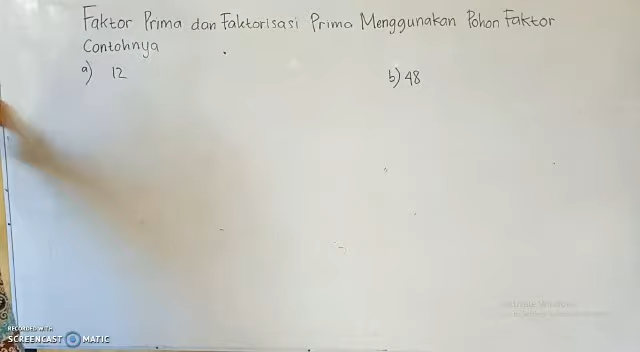 Faktor Prima dan Faktorisasi Prima Menggunakan Pohon Faktor
Contohnya
a) 12
b) 48
RECORDED WITH
SCREENCAST MATIC